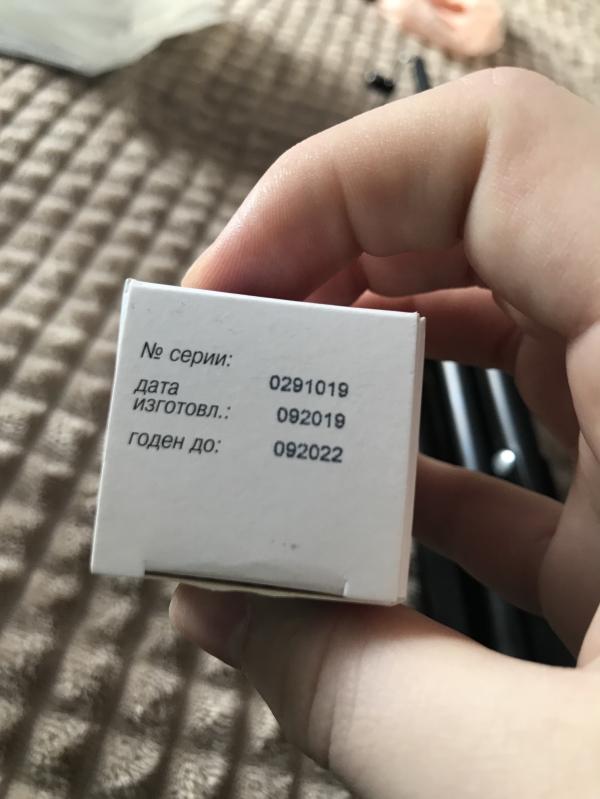 № серии: 0291019
дата
изготовл.: 092019
годен до: 092022